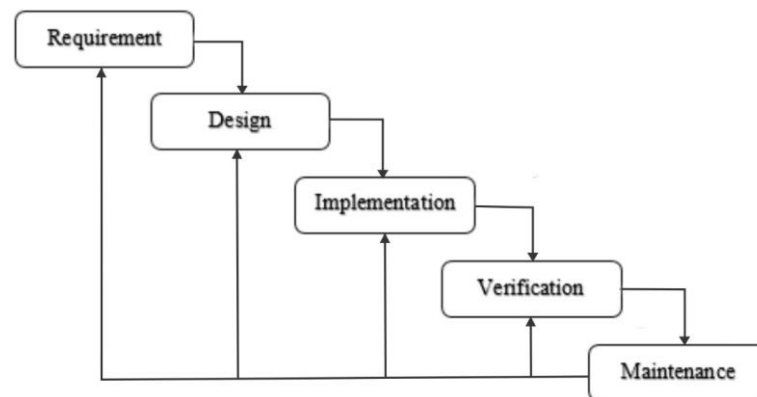 Requirement
Design
Implementation
Verification
Maintenance